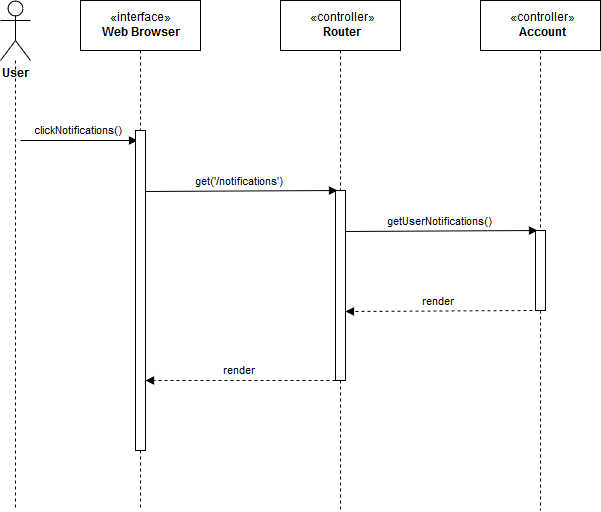 «interface»
Web Browser
«controller»
Router
«controller»
Account
User
clickNotifications()
get('/notifications')
getUserNotifications()
render
render